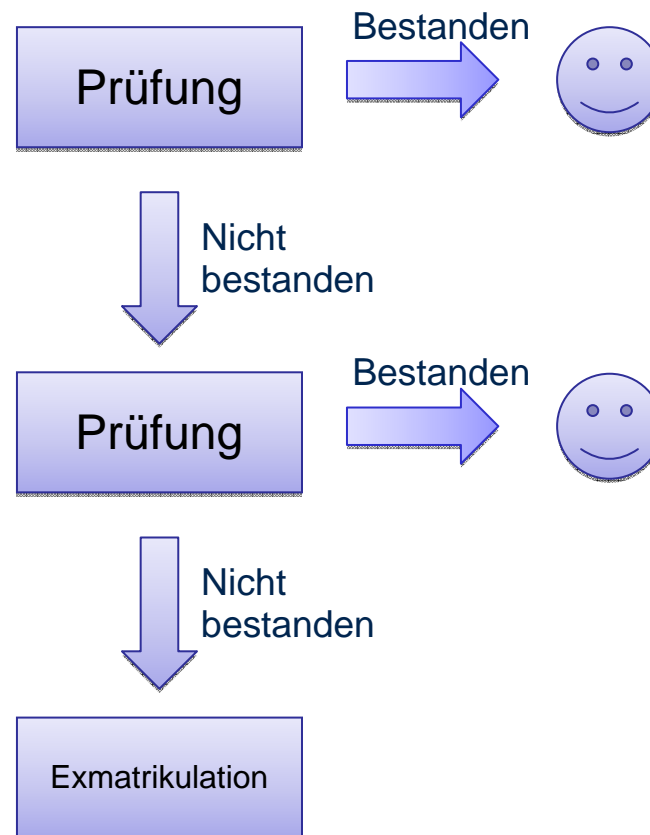 Bestanden
Prüfung
Nicht
bestanden
Bestanden
Prüfung
Nicht
bestanden
Exmatrikulation